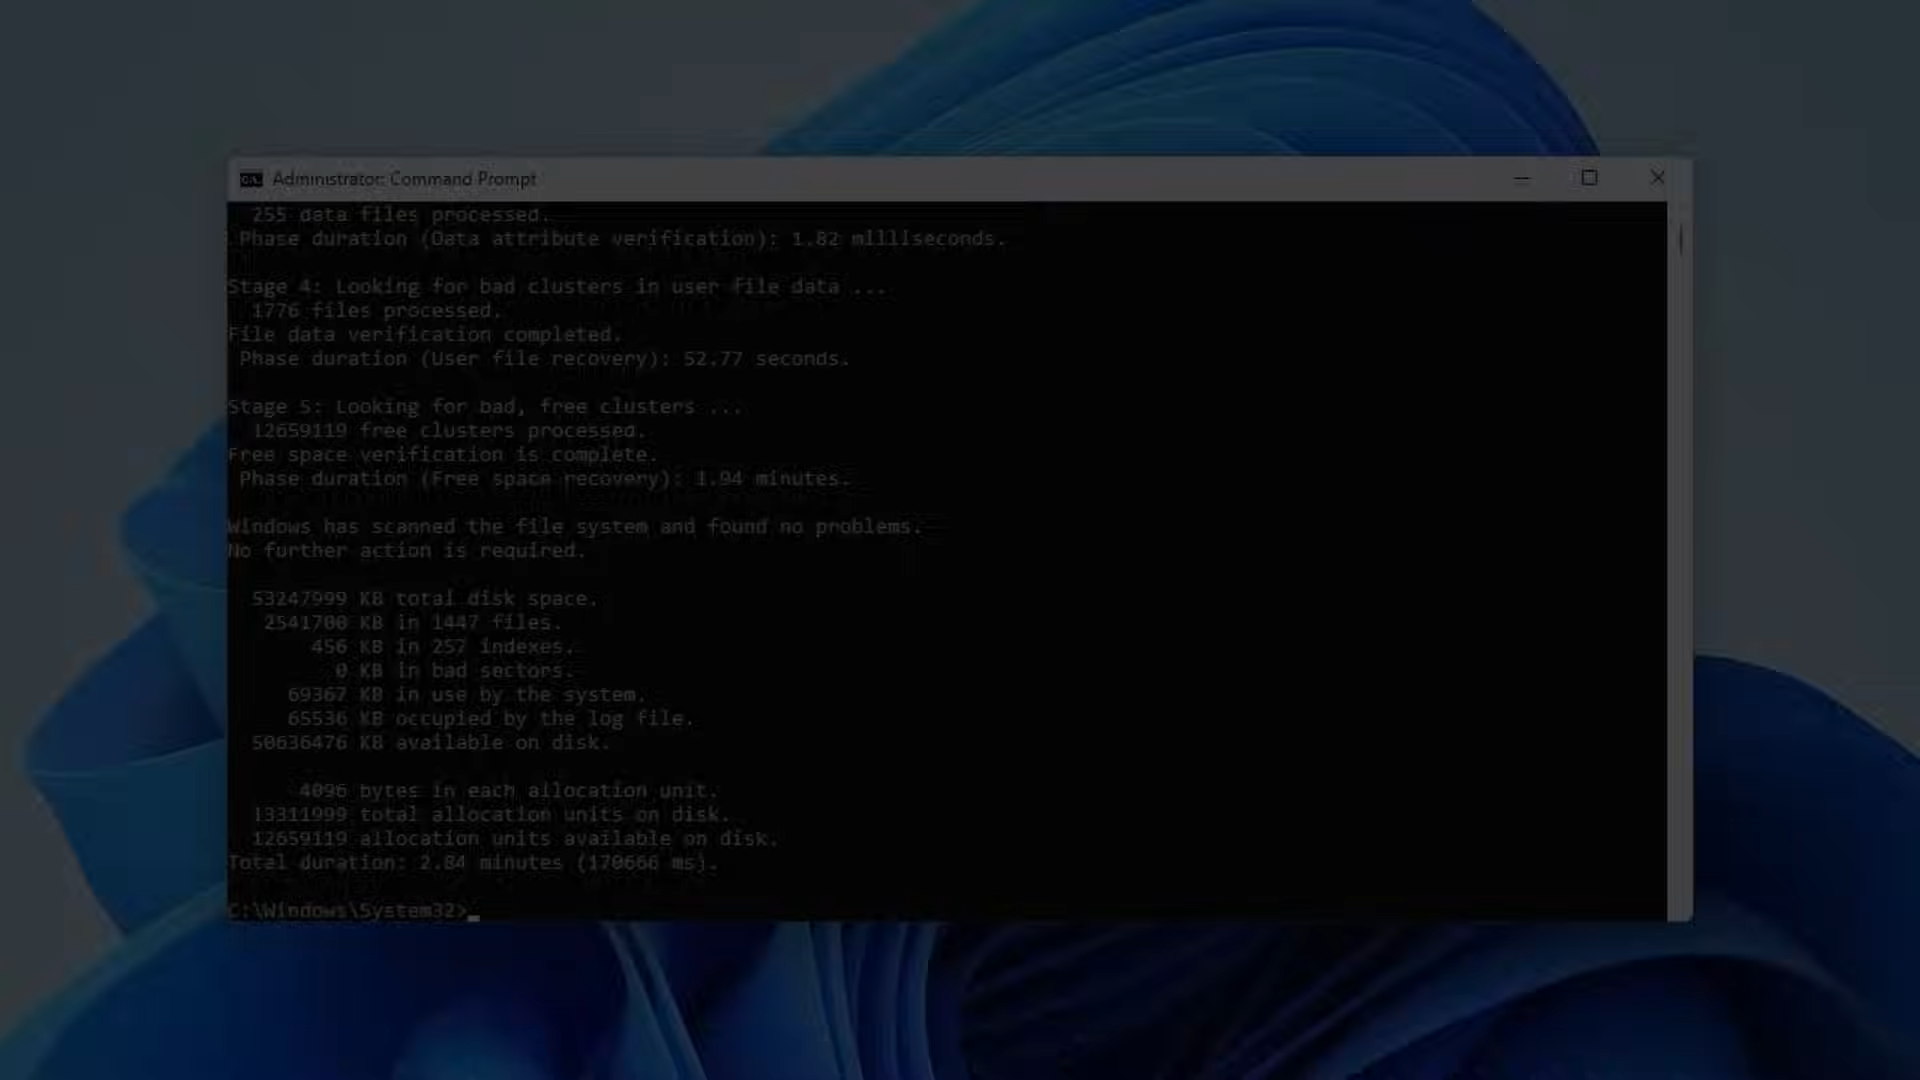 Administrator: Command Prompt
255 data files processed.
Phase duration (Data attribute verification): 1.82 milliseconds.
Stage 4: Looking for bad clusters in user file data ...
1776 files processed.
File data verification completed.
Phase duration (User file recovery): 52.77 seconds.
Stage 5: Looking for bad, free clusters ...
12659119 free clusters processed.
Free space verification is complete.
Phase duration (Free space recovery): 1.94 minutes.
Windows has scanned the file system and found no problems.
No further action is required.
53247999 KB total disk space.
2541700 KB in 1447 files.
456 KB in 257 indexes.
0 KB in bad sectors.
69367 KB in use by the system.
65536 KB occupied by the log file.
50636476 KB available on disk.
4096 bytes in each allocation unit.
13311999 total allocation units on disk.
12659119 allocation units available on disk.
Total duration: 2.84 minutes (170666 ms).
C:\Windows\System32>